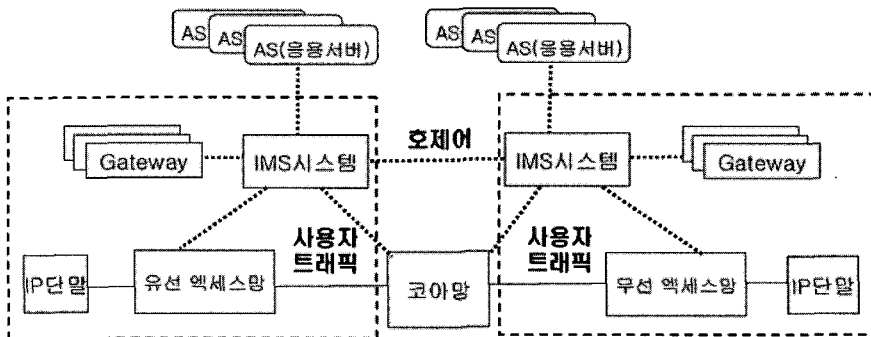 AS
AS
AS(응용서버)
AS
AS
AS(응용서버)
Gateway
IMS시스템
호제어
IMS시스템
Gateway
사용자
트래픽
사용자
트래픽
IP단말
유선 엑세스망
코아망
무선 엑세스망
IP단말